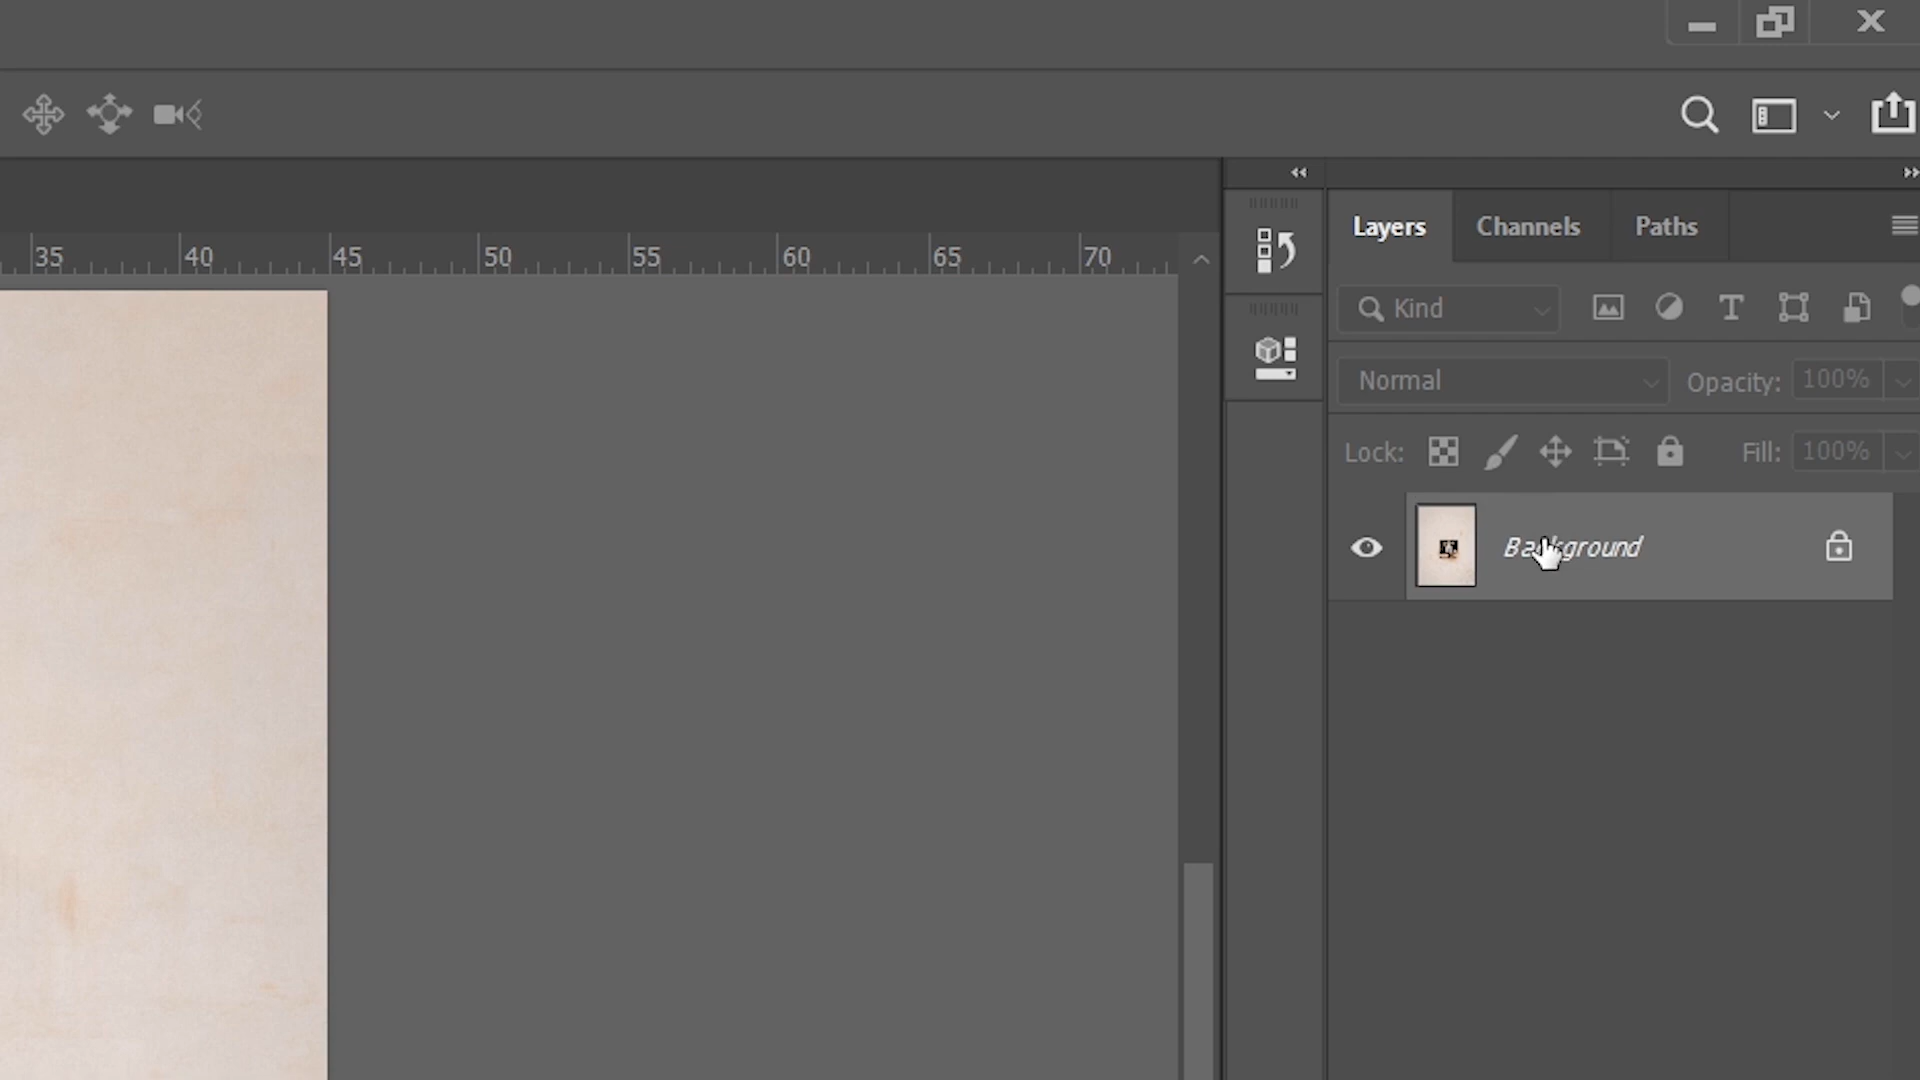 Layers Channels Paths
35 40 45 50 55 60 65 70
Kind
Normal Opacity: 100%
Lock: Fill: 100%
Background